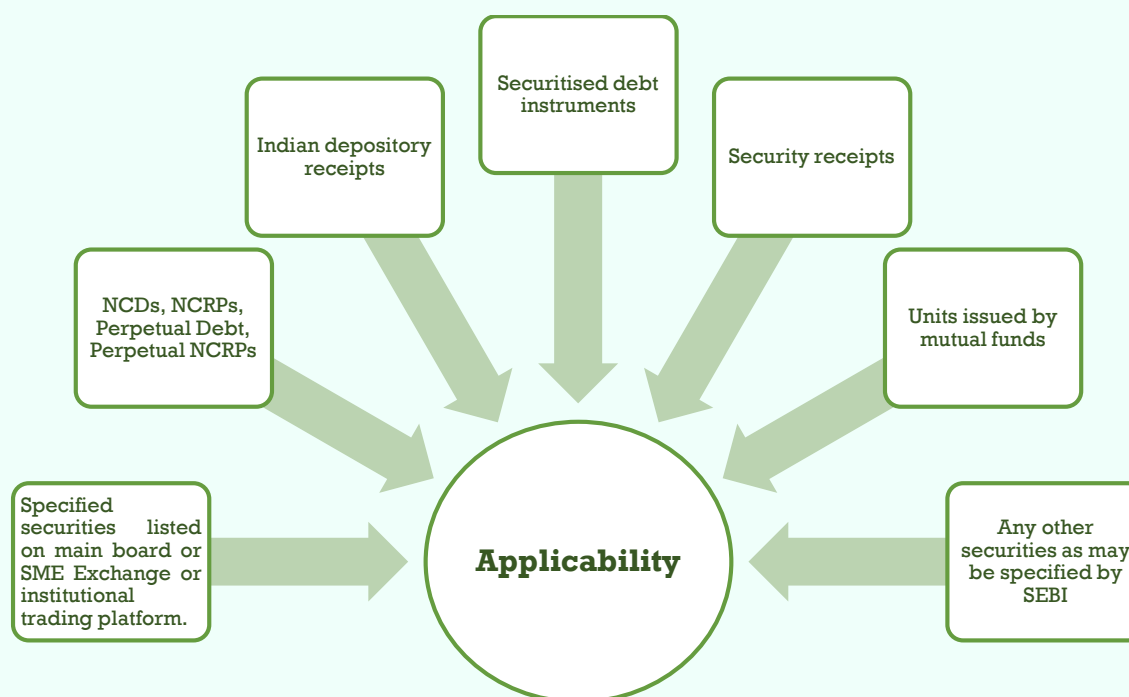 Securitised debt
instruments
Indian depository
receipts
Security receipts
NCDs, NCRPs,
Perpetual Debt,
Perpetual NCRPs
Units issued by
mutual funds
Specified
securities listed
on main board or
SME Exchange or
institutional
trading platform.
Applicability
Any other
securities as may
be specified by
SEBI